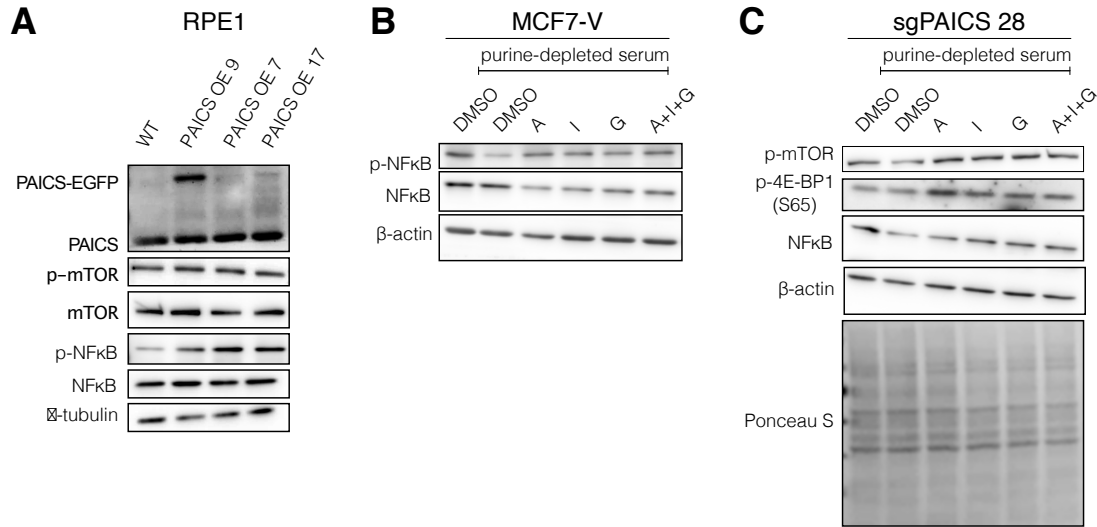 A
RPE1
WT
PAICS OE 9
PAICS OE 7
PAICS OE 17
PAICS-EGFP
PAICS
p-mTOR
mTOR
p-NFκB
NFκB
☒-tubulin
B
MCF7-V
purine-depleted serum
DMSO
DMSO
A
I
G
A+I+G
p-NFκB
NFκB
β-actin
C
sgPAICS 28
purine-depleted serum
DMSO
DMSO
A
I
G
A+I+G
p-mTOR
p-4E-BP1
(S65)
NFκB
β-actin
Ponceau S